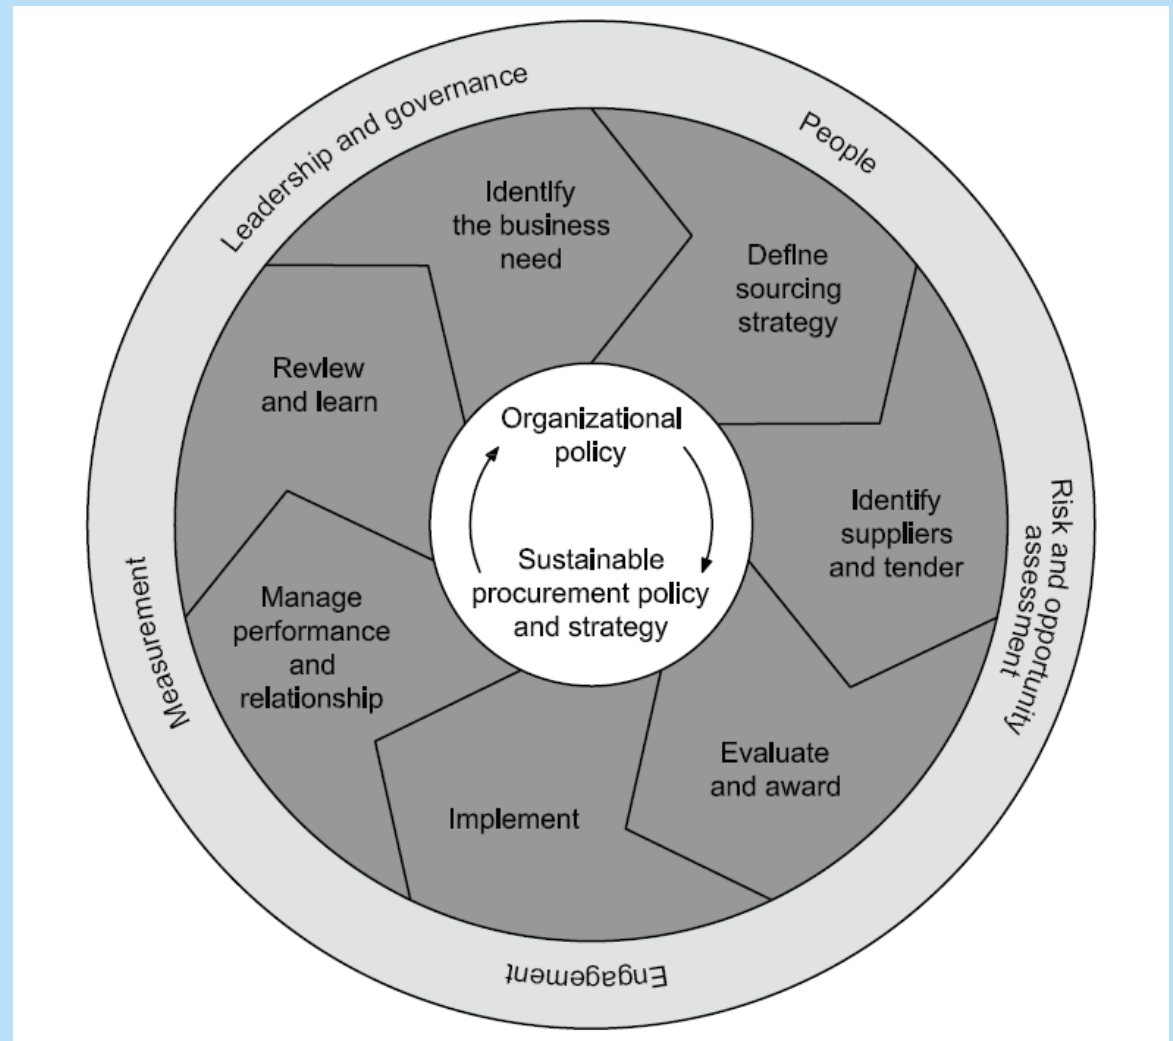 Leadership and governance
People
Risk and opportunity
assessment
Engagement
Measurement
Identify
the business
need
Define
sourcing
strategy
Identify
suppliers
and tender
Evaluate
and award
Implement
Manage
performance
and
relationship
Review
and learn
Organizational
policy
Sustainable
procurement policy
and strategy